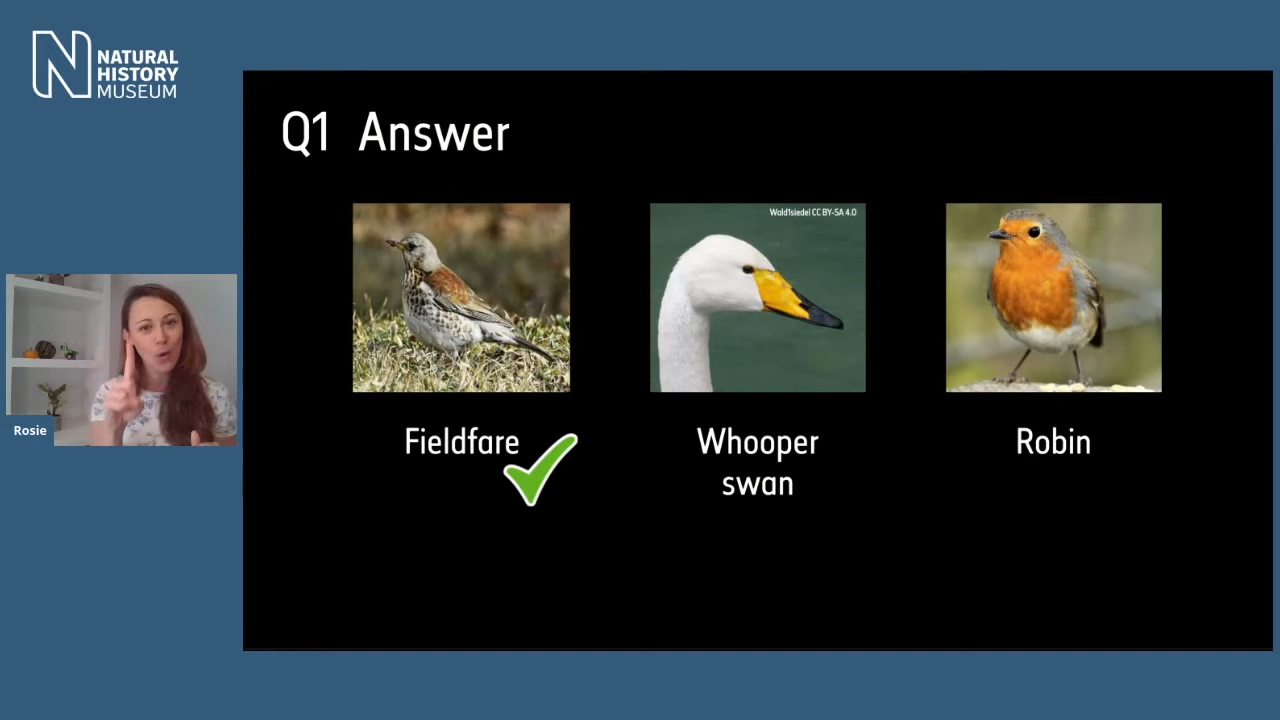 NATURAL
HISTORY
MUSEUM
Q1 Answer
Wald1siedel CC BY-SA 4.0
Fieldfare
Whooper
swan
Robin
Rosie